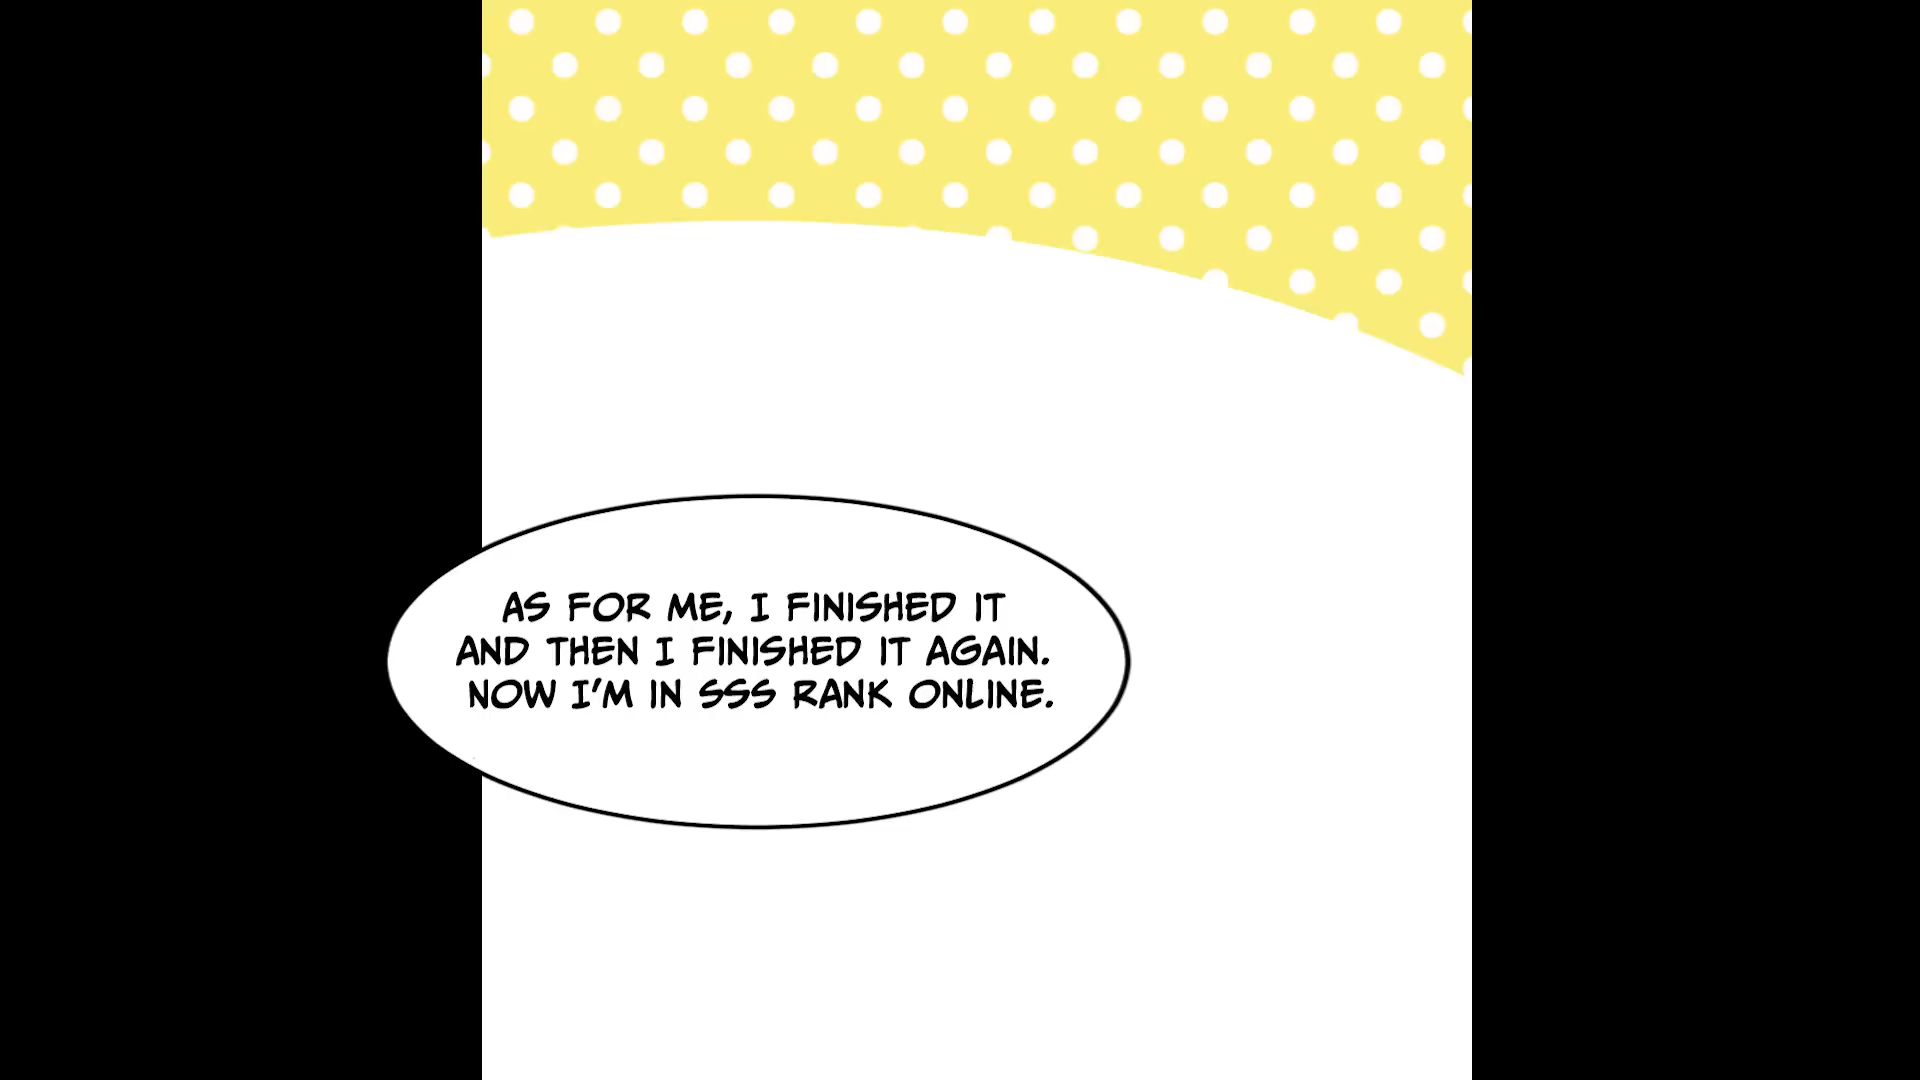 AS FOR ME, I FINISHED IT
AND THEN I FINISHED IT AGAIN.
NOW I'M IN SSS RANK ONLINE.